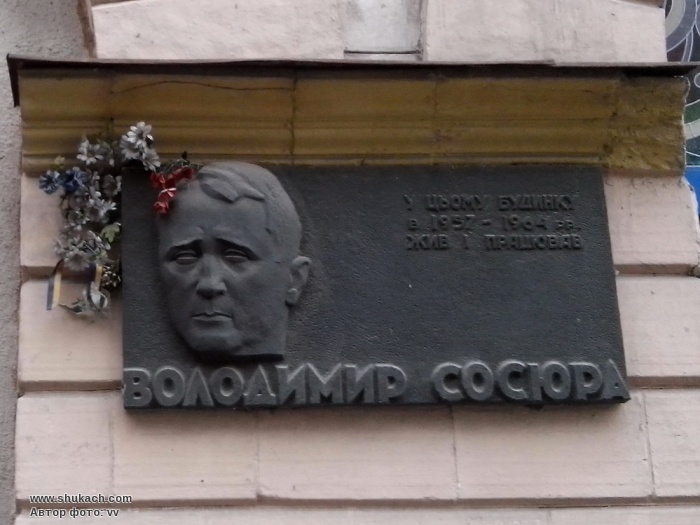 У ЦЬОМУ БУДИНКУ
В 1957 - 1964 рр.
ЖИВ І ПРАЦЮВАВ
ВОЛОДИМИР СОСЮРА
www.shukach.com
Автор фото: vv